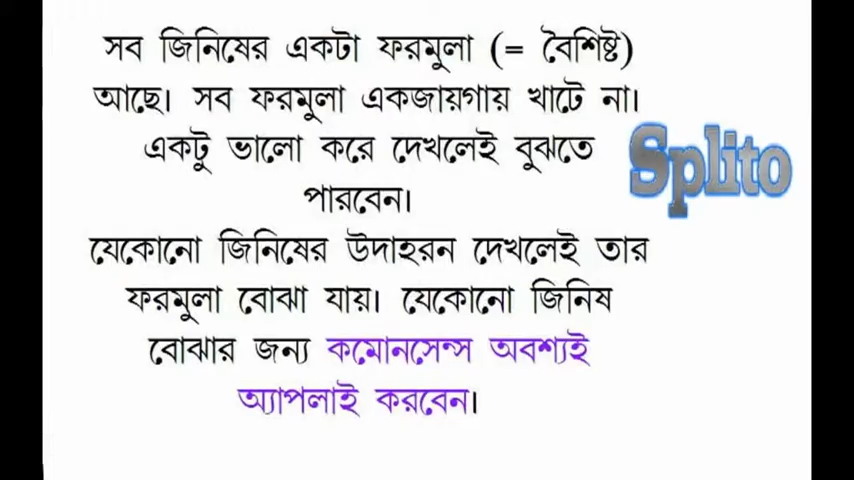 সব জিনিষের একটা ফরমুলা (= বৈশিষ্ট)
আছে। সব ফরমুলা একজায়গায় খাটে না।
একটু ভালো করে দেখলেই বুঝতে
পারবেন।
Splito
যেকোনো জিনিষের উদাহরন দেখলেই তার
ফরমুলা বোঝা যায়। যেকোনো জিনিষ
বোঝার জন্য কমোনসেন্স অবশ্যই
অ্যাপলাই করবেন।